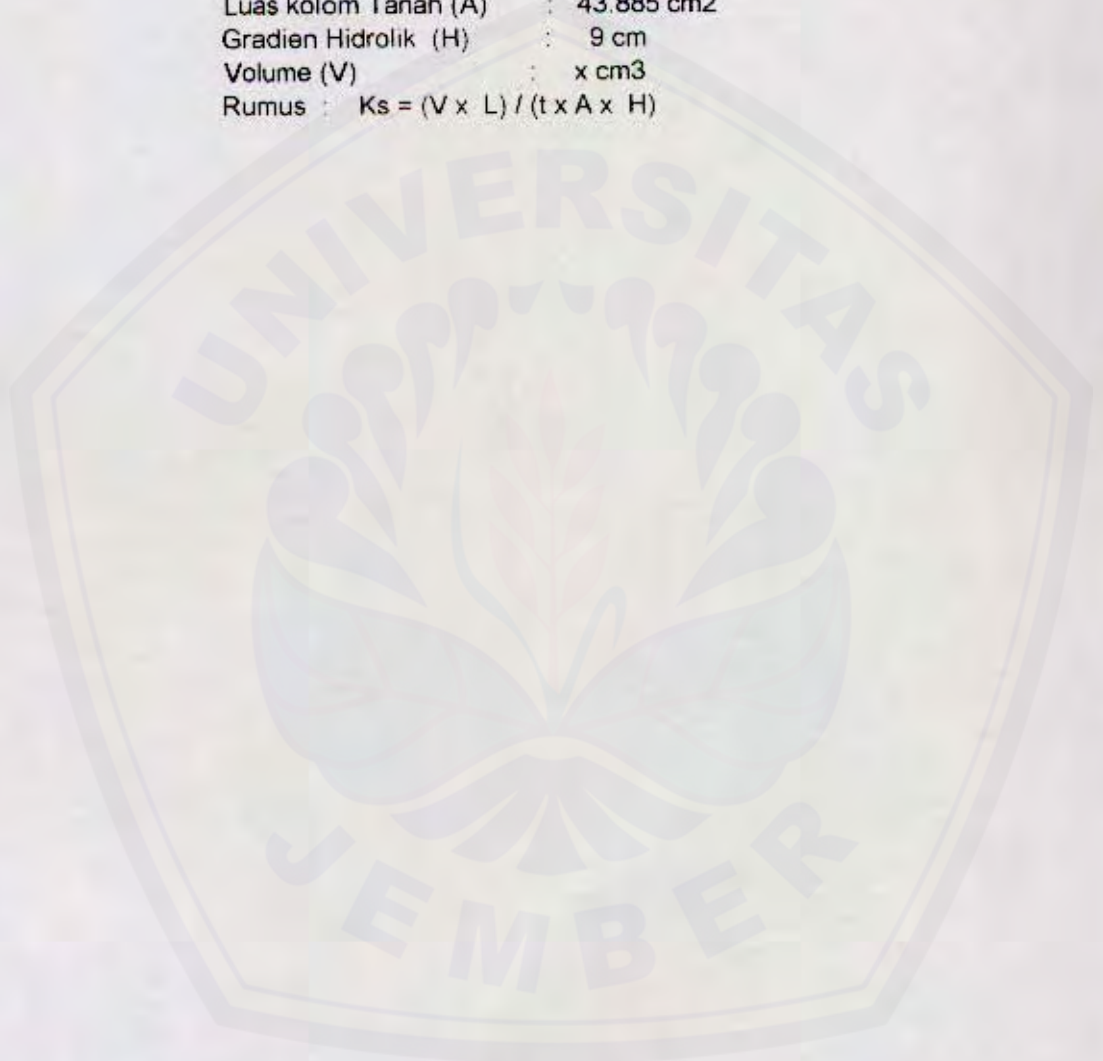 Luas kolom Tanah (A) : 43.885 cm2
Gradien Hidrolik (H) : 9 cm
Volume (V) : x cm3
Rumus : Ks = (V x L) / (t x A x H)
UNIVERSITAS
JEMBER